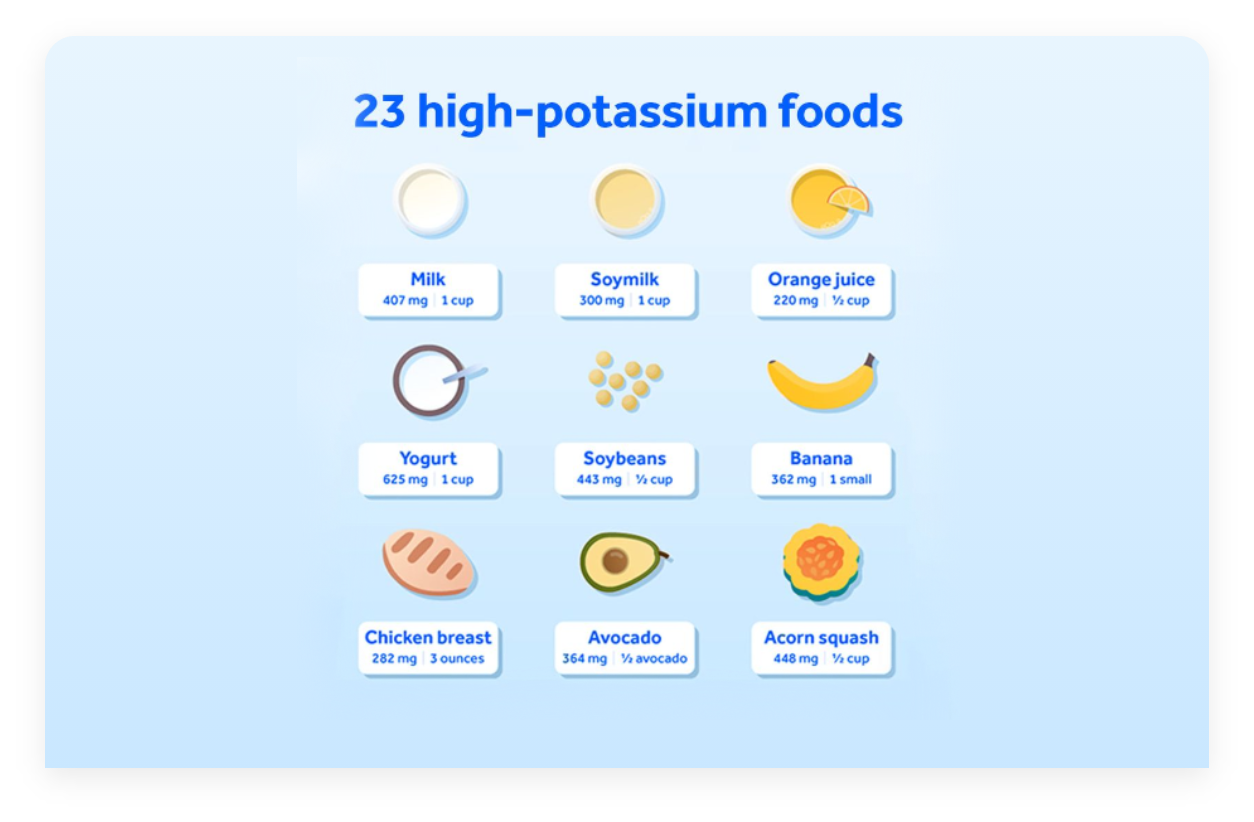 23 high-potassium foods
Milk
407 mg | 1 cup
Soymilk
300 mg | 1 cup
Orange juice
220 mg | ½ cup
Yogurt
625 mg | 1 cup
Soybeans
443 mg | ½ cup
Banana
362 mg | 1 small
Chicken breast
282 mg | 3 ounces
Avocado
364 mg | ½ avocado
Acorn squash
448 mg | ½ cup